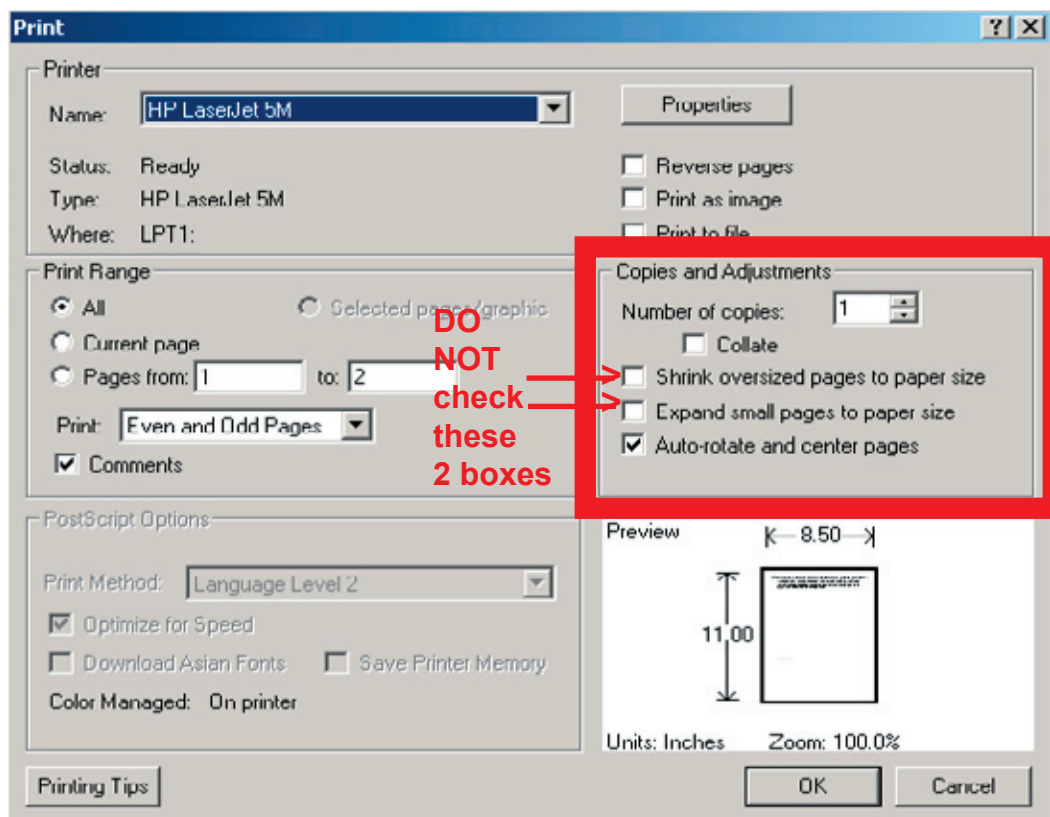 Print
Printer
Name: HP LaserJet 5M
Properties
Status: Ready
Type: HP LaserJet 5M
Where: LPT1:
Reverse pages
Print as image
Print to file
Print Range
All
Selected pages/graphic
Current page
Pages from: 1 to: 2
Print: Even and Odd Pages
Comments
DO
NOT
check
these
2 boxes
Copies and Adjustments
Number of copies: 1
Collate
Shrink oversized pages to paper size
Expand small pages to paper size
Auto-rotate and center pages
PostScript Options
Print Method: Language Level 2
Optimize for Speed
Download Asian Fonts
Save Printer Memory
Color Managed: On printer
Preview
8.50
11.00
Units: Inches Zoom: 100.0%
Printing Tips
OK
Cancel